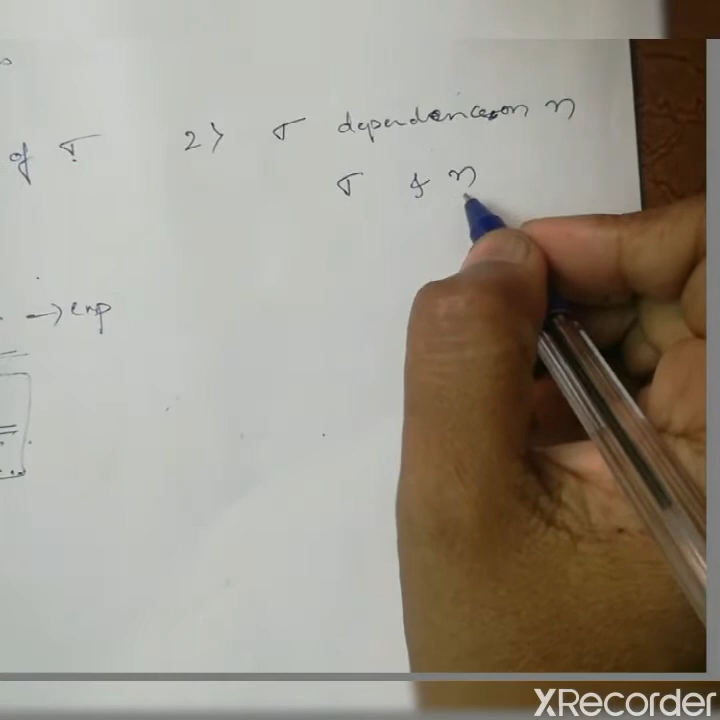 of σ
2) σ dependence on n
σ & n
→ exp
XRecorder